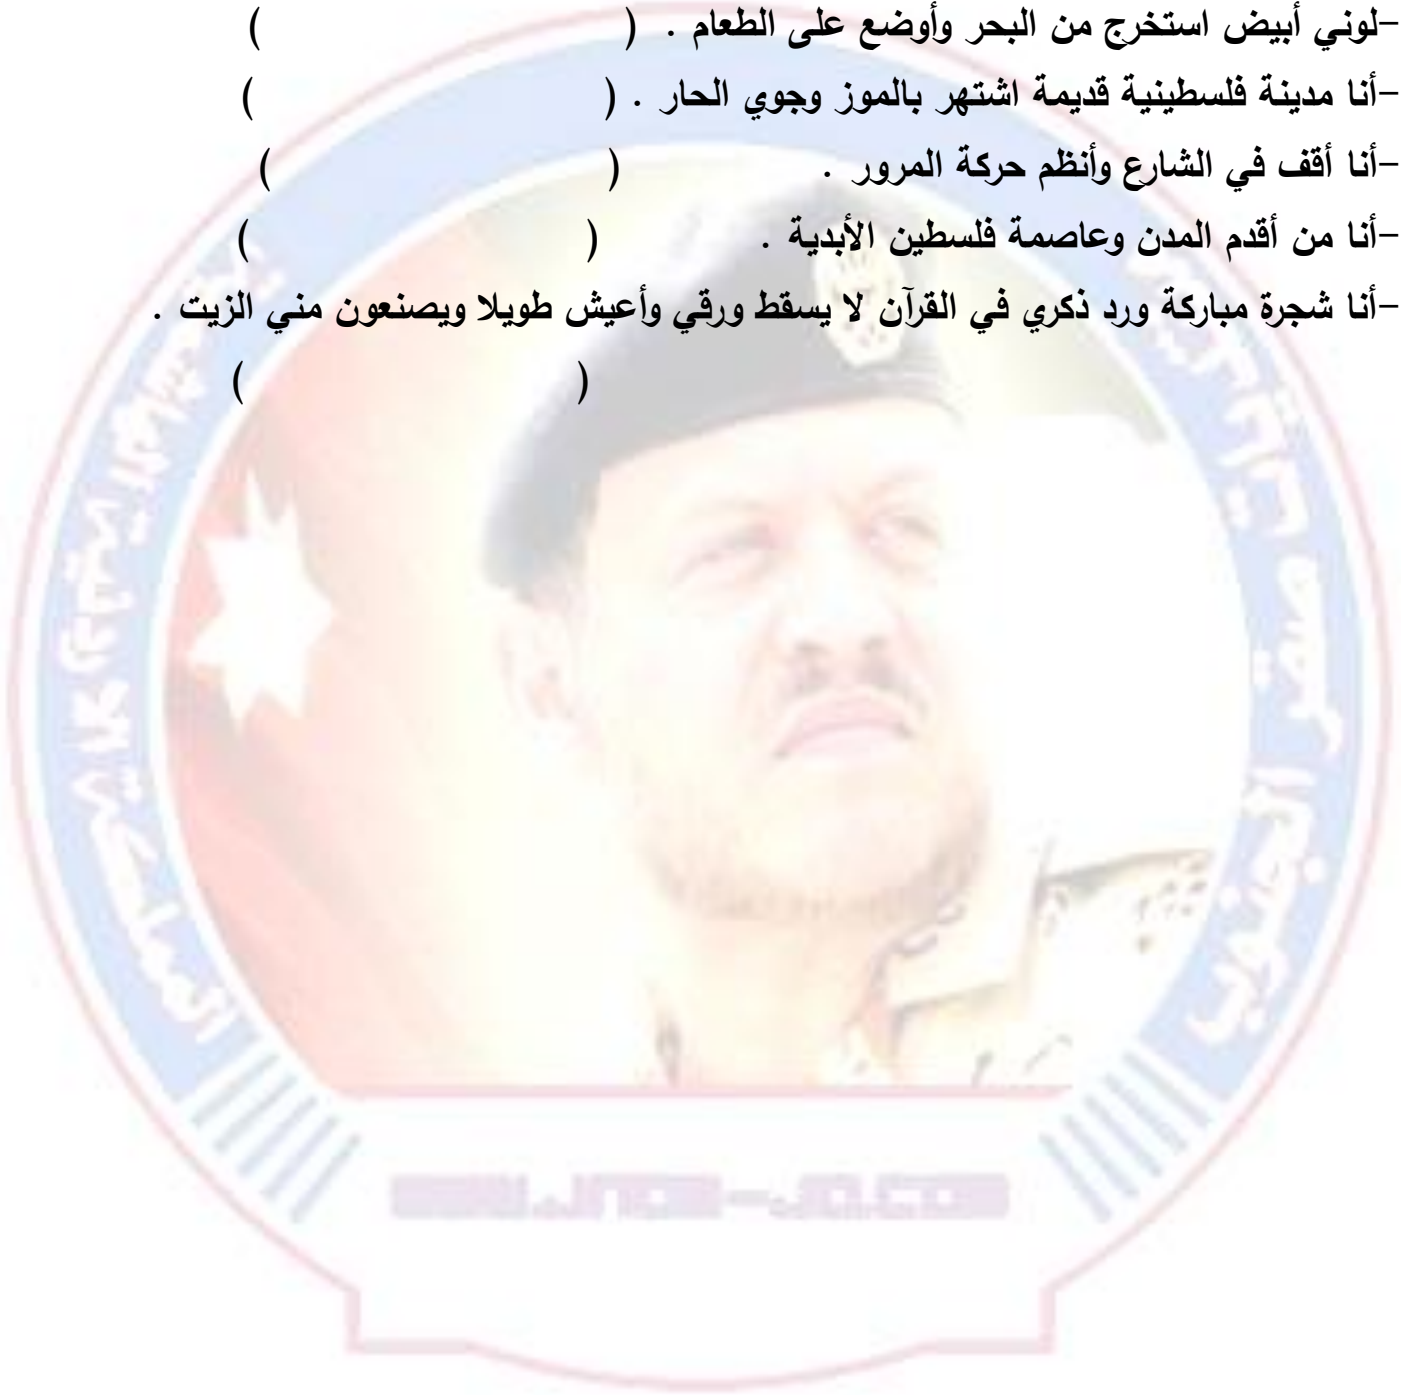 -لوني أبيض استخرج من البحر وأوضع على الطعام . ( )
-أنا مدينة فلسطينية قديمة اشتهر بالموز وجوي الحار . ( )
-أنا أقف في الشارع وأنظم حركة المرور . ( )
-أنا من أقدم المدن وعاصمة فلسطين الأبدية . ( )
-أنا شجرة مباركة ورد ذكري في القرآن لا يسقط ورقي وأعيش طويلا ويصنعون مني الزيت .
( )